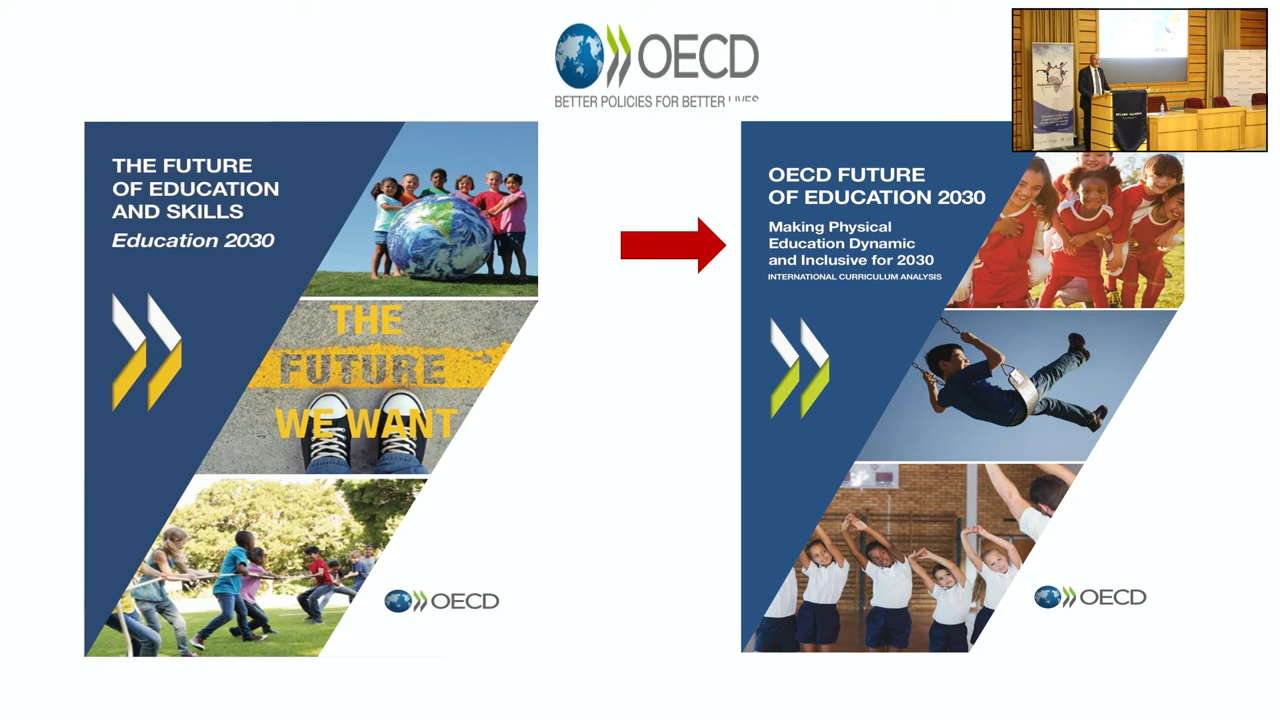 OECD
BETTER POLICIES FOR BETTER LIVES
THE FUTURE
OF EDUCATION
AND SKILLS
Education 2030
THE
FUTURE
WE WANT
OECD
OECD FUTURE
OF EDUCATION 2030
Making Physical
Education Dynamic
and Inclusive for 2030
INTERNATIONAL CURRICULUM ANALYSIS
OECD